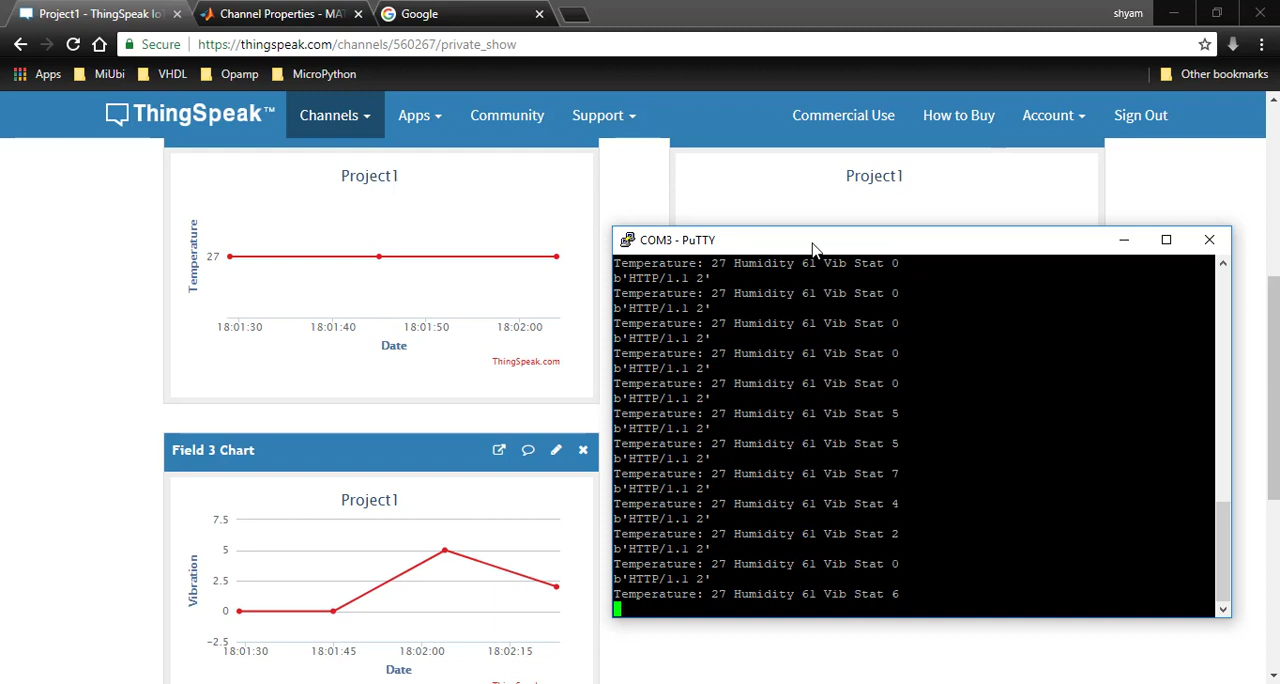 Project1 - ThingSpeak Io
Channel Properties - MAT
Google
shyam
Secure
https://thingspeak.com/channels/560267/private_show
Apps
MiUbi
VHDL
Opamp
MicroPython
Other bookmarks
ThingSpeak™
Channels
Apps
Community
Support
Commercial Use
How to Buy
Account
Sign Out
Project1
Temperature
27
18:01:30
18:01:40
18:01:50
18:02:00
Date
ThingSpeak.com
Project1
Field 3 Chart
Project1
Vibration
7.5
5
2.5
0
-2.5
18:01:30
18:01:45
18:02:00
18:02:15
Date
COM3 - PuTTY
Temperature: 27 Humidity 61 Vib Stat 0
b'HTTP/1.1 2'
Temperature: 27 Humidity 61 Vib Stat 0
b'HTTP/1.1 2'
Temperature: 27 Humidity 61 Vib Stat 0
b'HTTP/1.1 2'
Temperature: 27 Humidity 61 Vib Stat 0
b'HTTP/1.1 2'
Temperature: 27 Humidity 61 Vib Stat 0
b'HTTP/1.1 2'
Temperature: 27 Humidity 61 Vib Stat 5
b'HTTP/1.1 2'
Temperature: 27 Humidity 61 Vib Stat 5
b'HTTP/1.1 2'
Temperature: 27 Humidity 61 Vib Stat 7
b'HTTP/1.1 2'
Temperature: 27 Humidity 61 Vib Stat 4
b'HTTP/1.1 2'
Temperature: 27 Humidity 61 Vib Stat 2
b'HTTP/1.1 2'
Temperature: 27 Humidity 61 Vib Stat 0
b'HTTP/1.1 2'
Temperature: 27 Humidity 61 Vib Stat 6